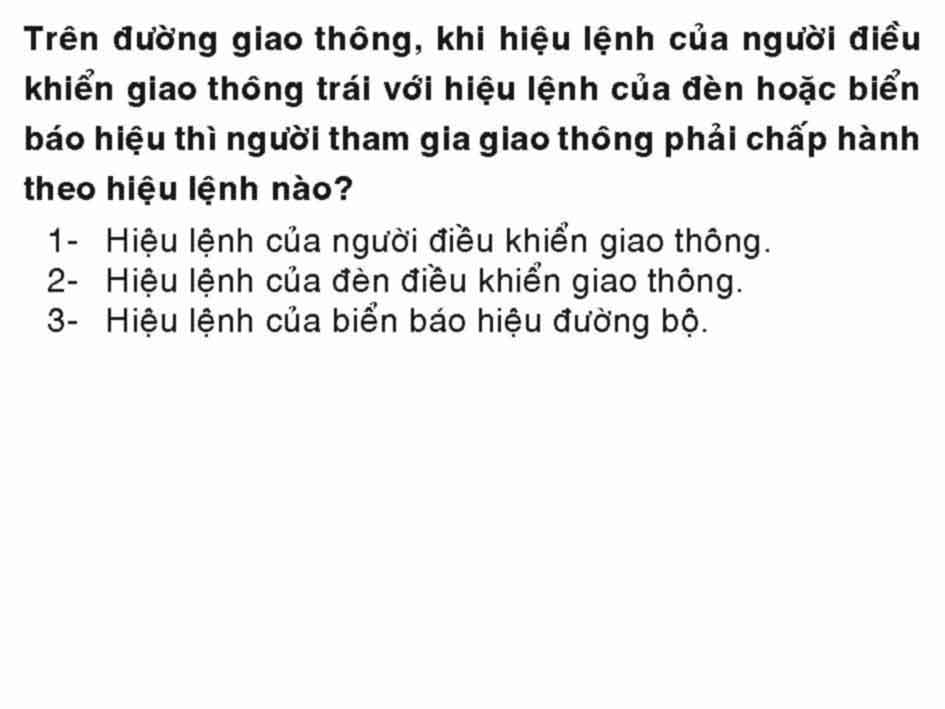 Trên đường giao thông, khi hiệu lệnh của người điều
khiển giao thông trái với hiệu lệnh của đèn hoặc biển
báo hiệu thì người tham gia giao thông phải chấp hành
theo hiệu lệnh nào?
1- Hiệu lệnh của người điều khiển giao thông.
2- Hiệu lệnh của đèn điều khiển giao thông.
3- Hiệu lệnh của biển báo hiệu đường bộ.